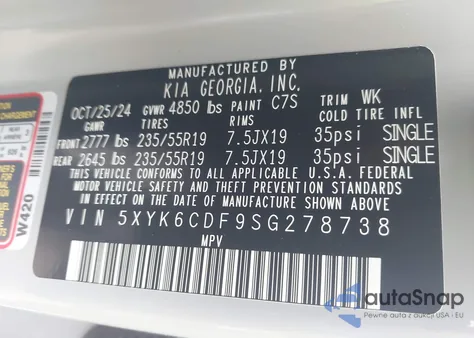 MANUFACTURED BY
KIA GEORGIA, INC.
OCT/25/24 GVWR 4850 lbs PAINT C7S TRIM WK
GAWR TIRES RIMS COLD TIRE INFL
FRONT 2777 lbs 235/55R19 7.5JX19 35psi SINGLE
REAR 2645 lbs 235/55R19 7.5JX19 35psi SINGLE
THIS VEHICLE CONFORMS TO ALL APPLICABLE U.S.A. FEDERAL
MOTOR VEHICLE SAFETY, BUMPER, AND THEFT PREVENTION
STANDARDS IN EFFECT ON THE DATE OF MANUFACTURE SHOWN ABOVE.
VIN 5XYK6CDF9SG278738
MPV
W420
autaSnap
Pewne auta z aukcji USA i EU